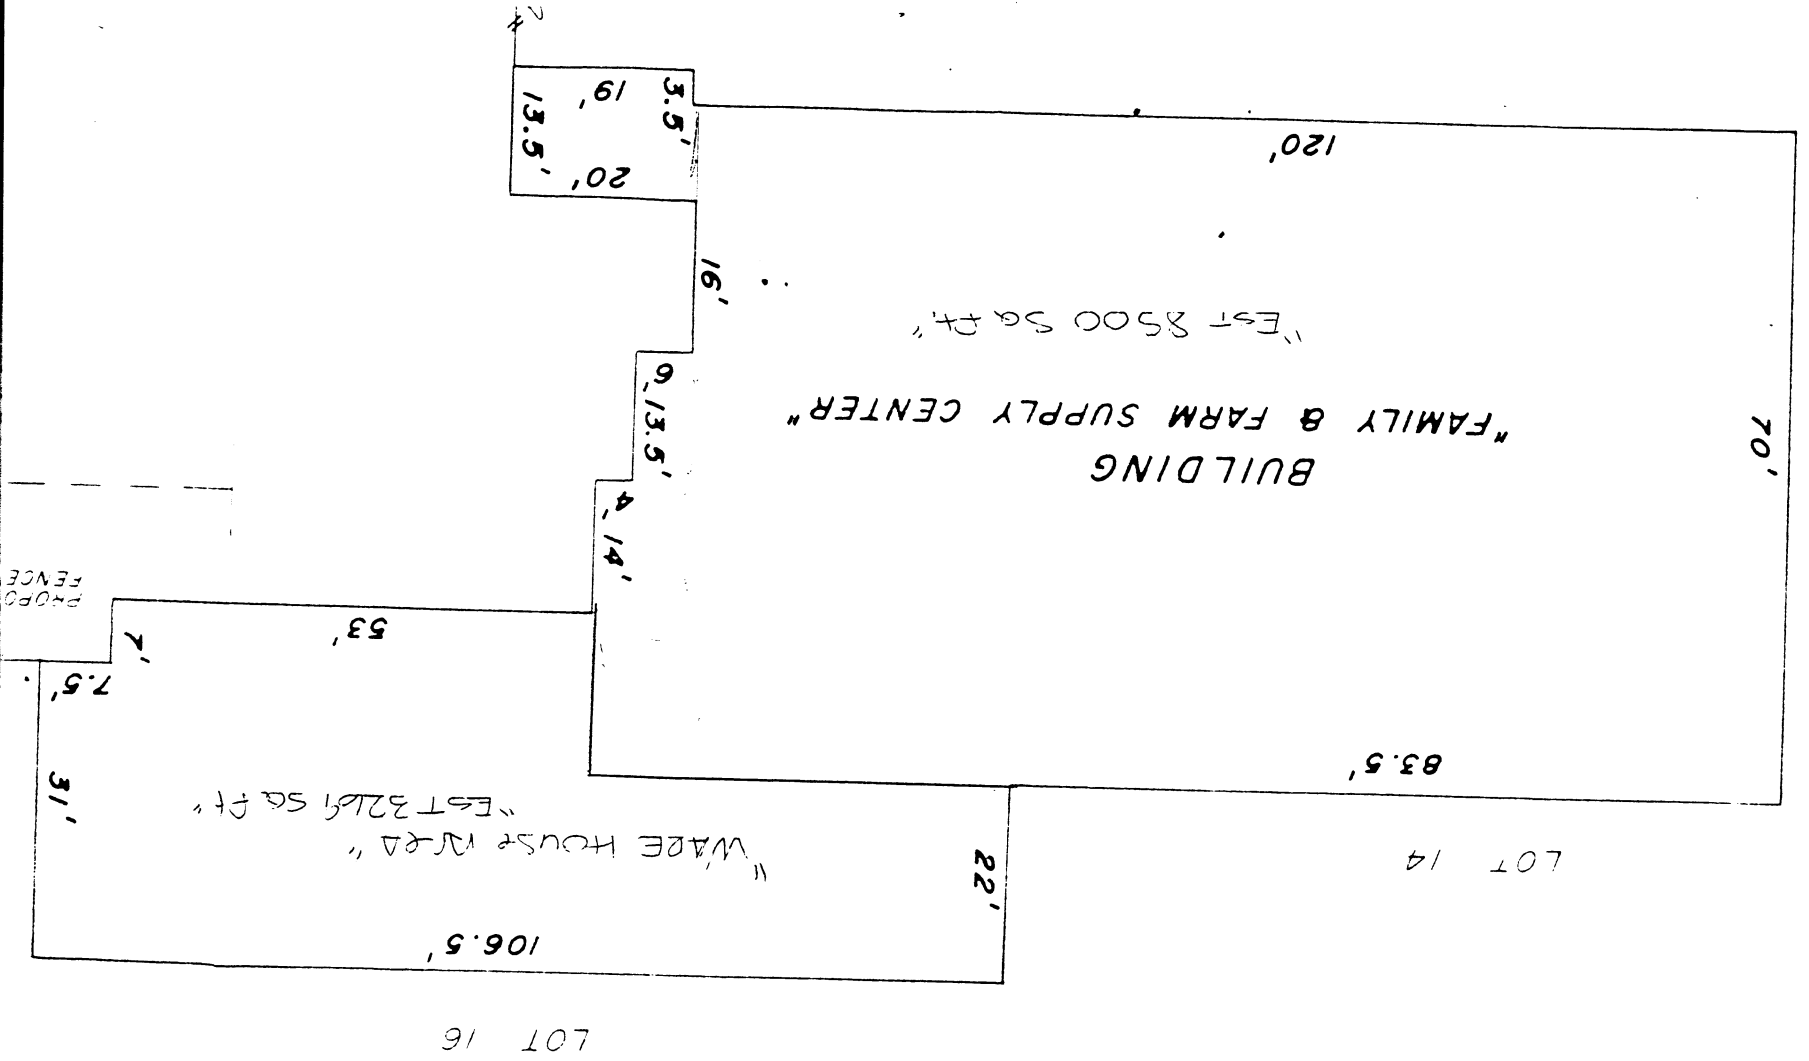 LOT 16
106.5'
LOT 14
22'
"WARE HOUSE Area"
"EST 3269 SQ Ft"
31'
83.5'
7.5'
7'
53'
14'
4'
BUILDING
"FAMILY & FARM SUPPLY CENTER"
70'
13.5'
6'
"EST 8500 SQ Ft."
16'
20'
13.5'
120'
3.5'
19'
FENCE